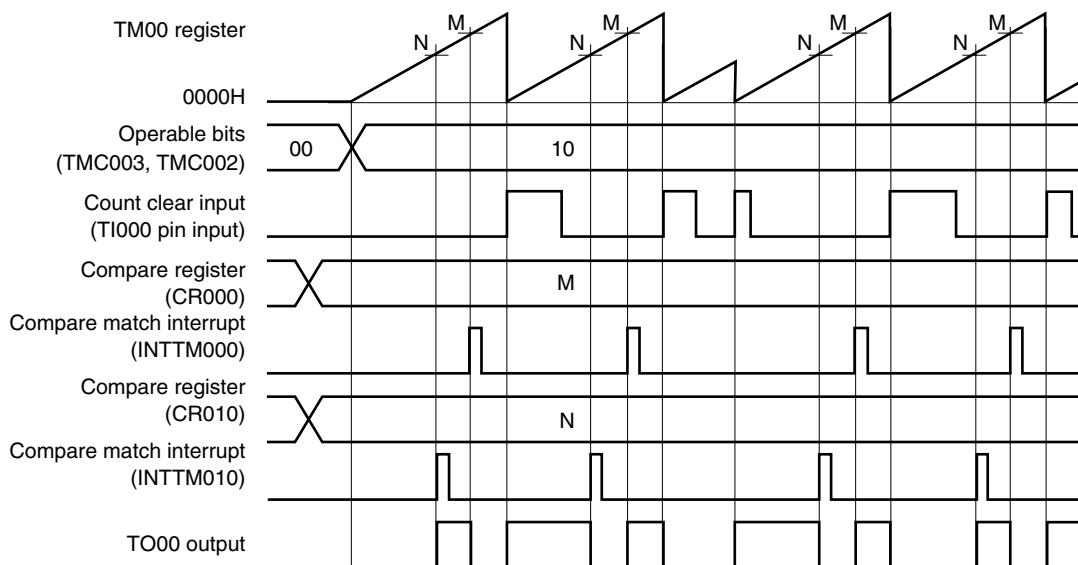 TM00 register
M
M
M
M
N
N
N
N
0000H
Operable bits
(TMC003, TMC002)
00
10
Count clear input
(TI000 pin input)
Compare register
(CR000)
M
Compare match interrupt
(INTTM000)
Compare register
(CR010)
N
Compare match interrupt
(INTTM010)
TO00 output